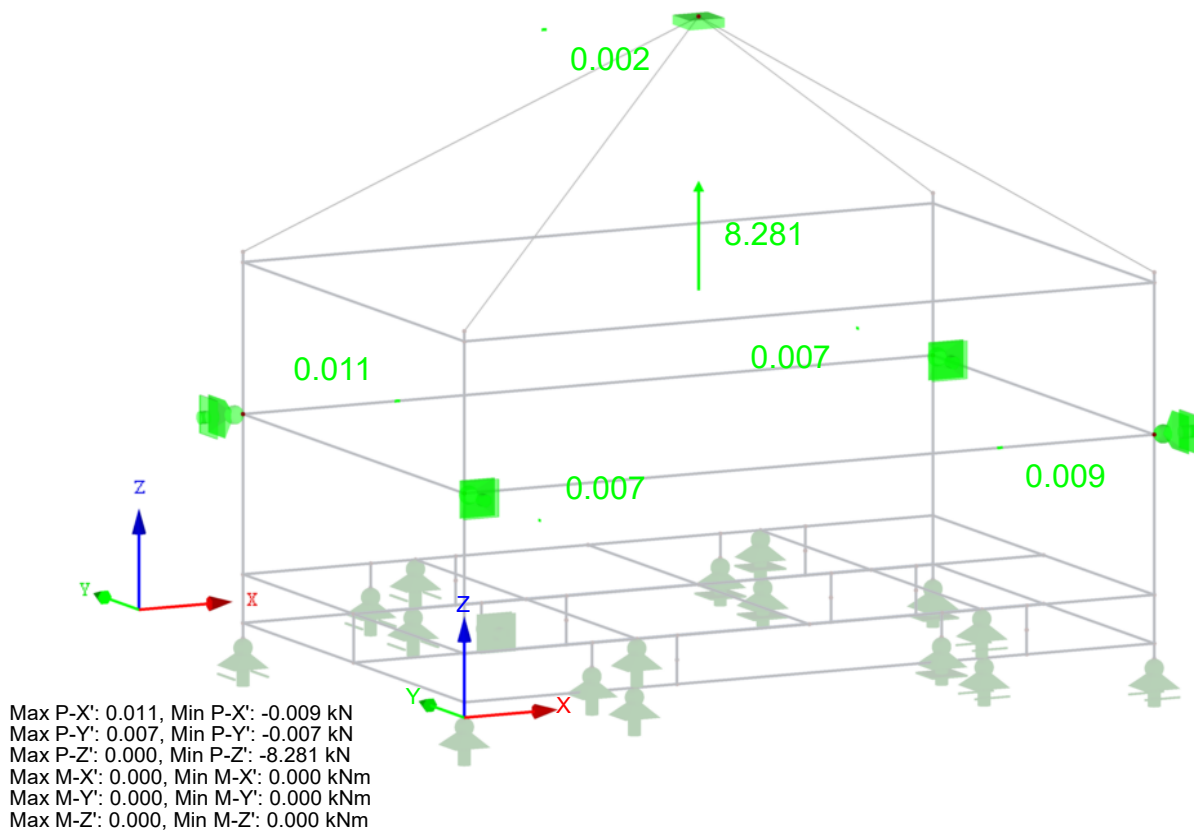 0.002
8.281
0.011
0.007
0.007
0.009
Z
Y
X
Z
Y
X
Max P-X': 0.011, Min P-X': -0.009 kN
Max P-Y': 0.007, Min P-Y': -0.007 kN
Max P-Z': 0.000, Min P-Z': -8.281 kN
Max M-X': 0.000, Min M-X': 0.000 kNm
Max M-Y': 0.000, Min M-Y': 0.000 kNm
Max M-Z': 0.000, Min M-Z': 0.000 kNm